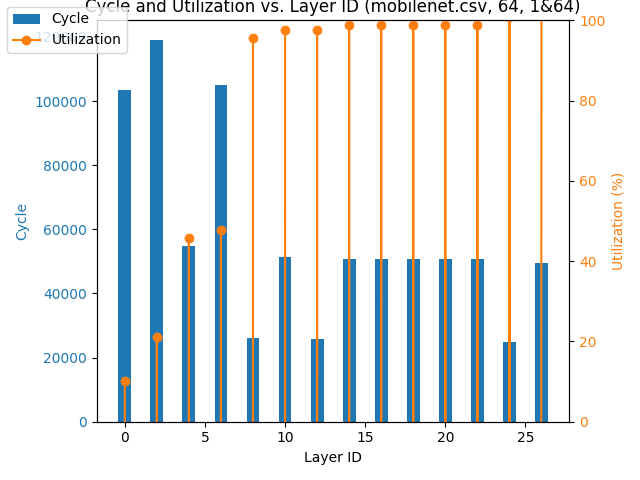 Cycle and Utilization vs. Layer ID (mobilenet.csv, 64, 1&64)
Cycle
Utilization
120000
100000
80000
60000
40000
20000
0
Cycle
100
80
60
40
20
0
Utilization (%)
0 5 10 15 20 25
Layer ID